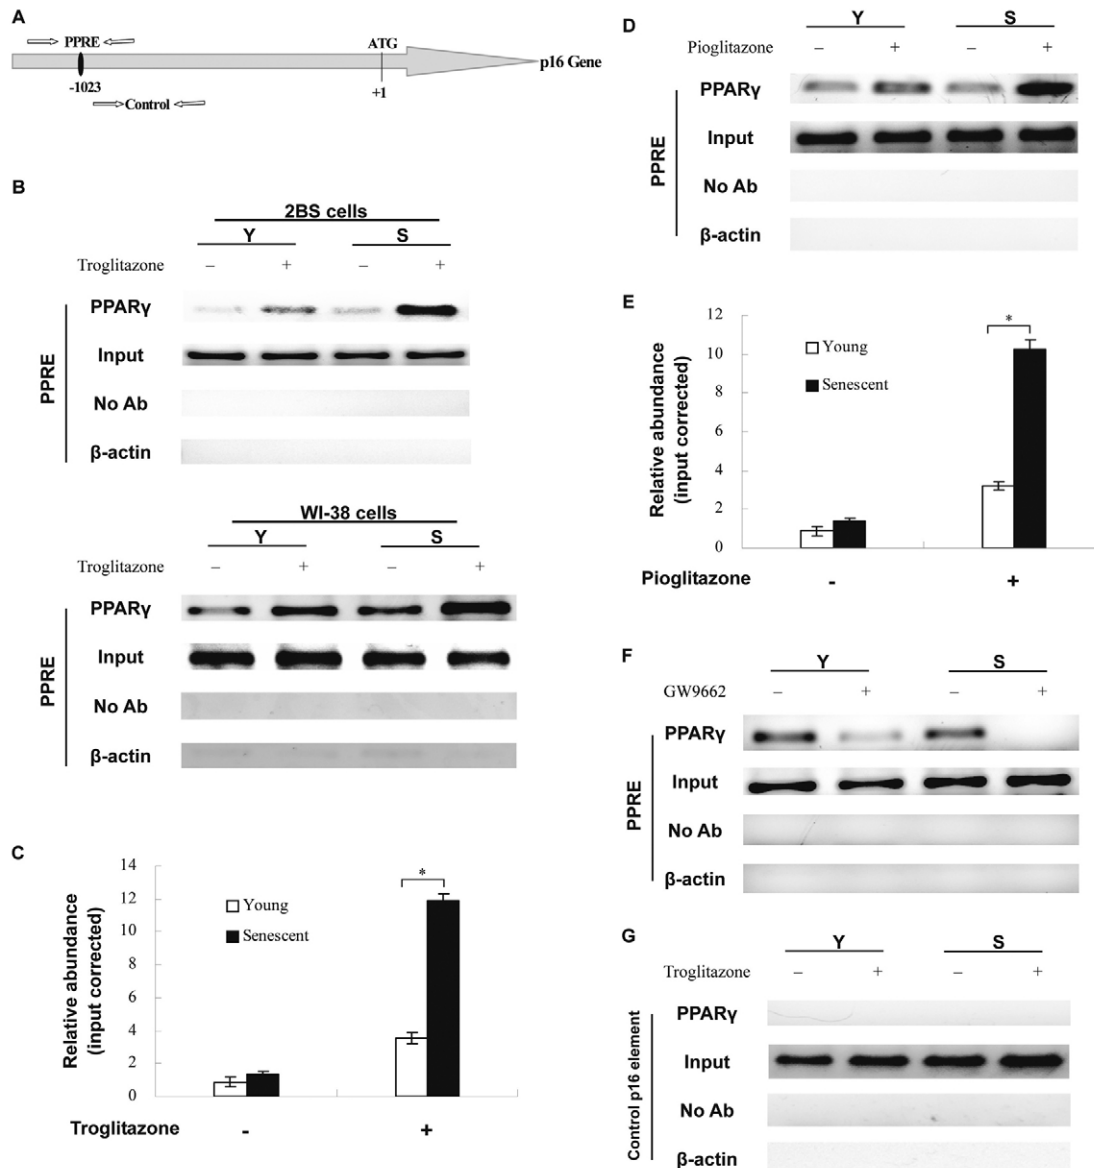 A
PPRE
ATG
p16 Gene
-1023
+1
Control
B
2BS cells
Y S
Troglitazone – + – +
PPARγ
Input
No Ab
β-actin
PPRE
WI-38 cells
Y S
Troglitazone – + – +
PPARγ
Input
No Ab
β-actin
PPRE
C
14
12
10
8
6
4
2
0
Relative abundance
(input corrected)
Young
Senescent
*
Troglitazone - +
D
Y S
Pioglitazone – + – +
PPARγ
Input
No Ab
β-actin
PPRE
E
12
10
8
6
4
2
0
Relative abundance
(input corrected)
Young
Senescent
*
Pioglitazone - +
F
Y S
GW9662 – + – +
PPARγ
Input
No Ab
β-actin
PPRE
G
Y S
Troglitazone – + – +
PPARγ
Input
No Ab
β-actin
Control p16 element